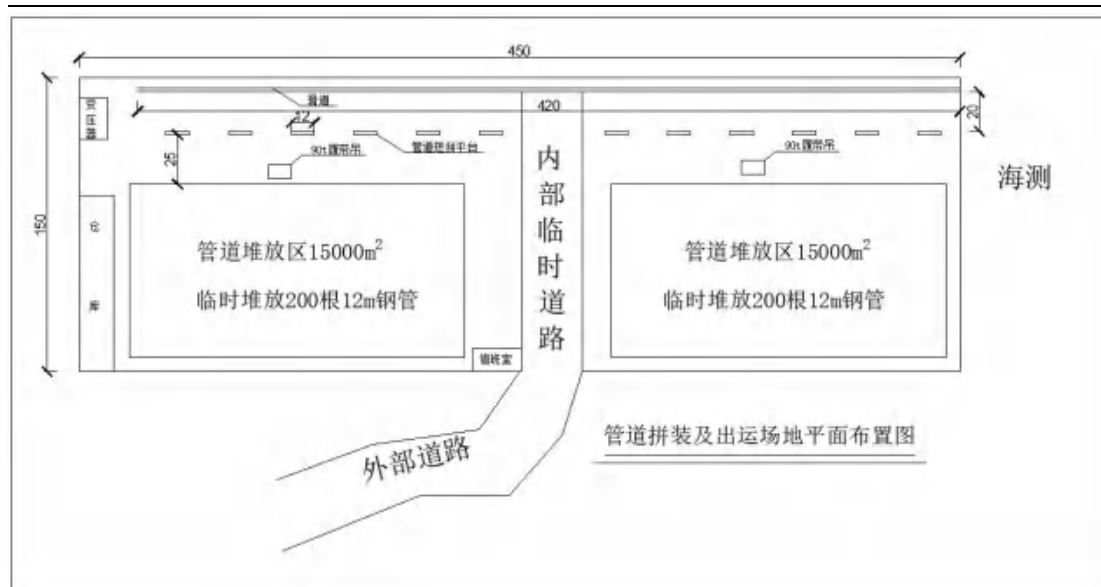 450
管道
420
12
20
变压器
管道拼装平台
25
90t履带吊
90t履带吊
海测
内部临时道路
150
仓库
管道堆放区15000m²
临时堆放200根12m钢管
管道堆放区15000m²
临时堆放200根12m钢管
值班室
管道拼装及出运场地平面布置图
外部道路